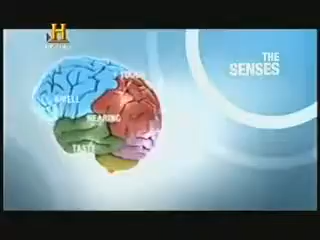 H
THE
SENSES
TOUCH
SMELL
HEARING
TASTE